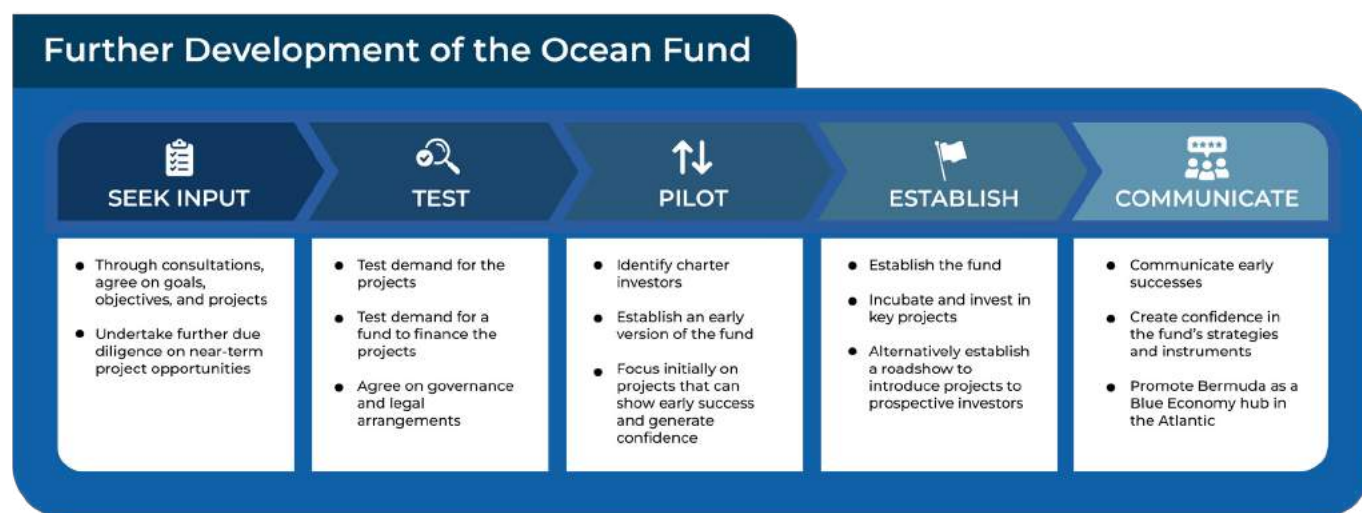 Further Development of the Ocean Fund
SEEK INPUT
TEST
PILOT
ESTABLISH
COMMUNICATE
• Through consultations,
agree on goals,
objectives, and projects
• Undertake further due
diligence on near-term
project opportunities
• Test demand for the
projects
• Test demand for a
fund to finance the
projects
• Agree on governance
and legal
arrangements
• Identify charter
investors
• Establish an early
version of the fund
• Focus initially on
projects that can
show early success
and generate
confidence
• Establish the fund
• Incubate and invest in
key projects
• Alternatively establish
a roadshow to
introduce projects to
prospective investors
• Communicate early
successes
• Create confidence in
the fund's strategies
and instruments
• Promote Bermuda as a
Blue Economy hub in
the Atlantic